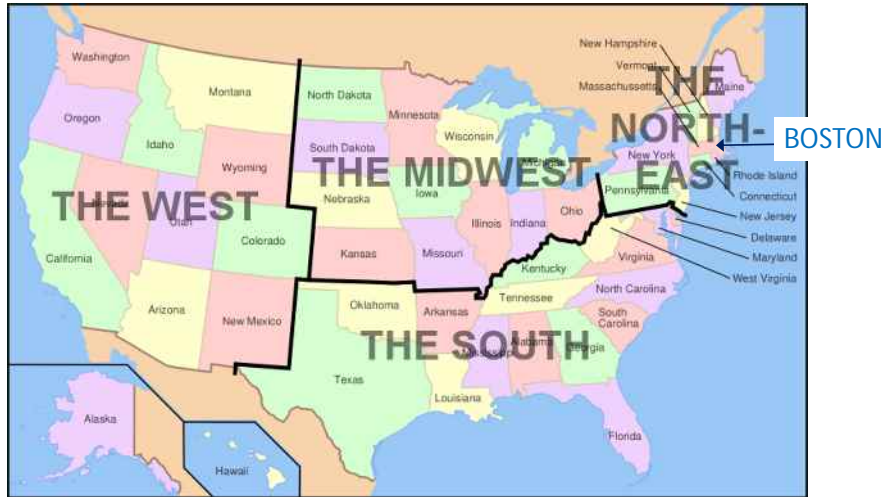 New Hampshire
Vermont
Massachusetts
THE
NORTH-
EAST
BOSTON
Maine
Washington
Montana
North Dakota
Minnesota
Oregon
Idaho
Wyoming
South Dakota
Wisconsin
Michigan
New York
Rhode Island
Connecticut
THE MIDWEST
THE WEST
Nebraska
Iowa
Pennsylvania
New Jersey
Nevada
Utah
Colorado
Illinois
Indiana
Ohio
Delaware
Maryland
West Virginia
California
Kansas
Missouri
Kentucky
Virginia
Arizona
New Mexico
Oklahoma
Arkansas
Tennessee
North Carolina
South
Carolina
THE SOUTH
Mississippi
Alabama
Georgia
Texas
Louisiana
Florida
Alaska
Hawaii